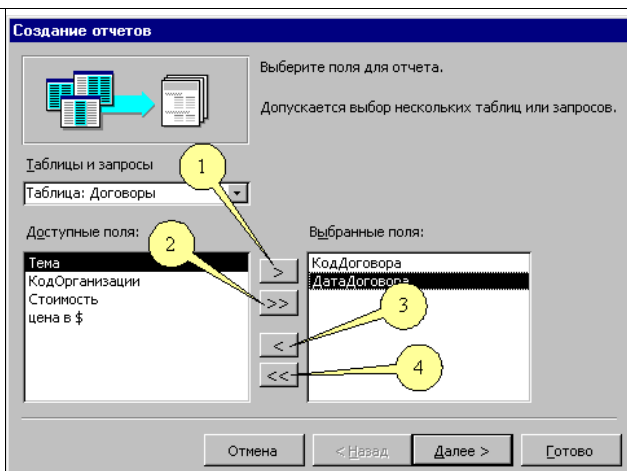 Создание отчетов
Выберите поля для отчета.
Допускается выбор нескольких таблиц или запросов.
Таблицы и запросы
1
Таблица: Договоры
Доступные поля:
2
Выбранные поля:
Тема
КодОрганизации
Стоимость
цена в $
>
>>
<
<<
КодДоговора
ДатаДоговора
3
4
Отмена
< Назад
Далее >
Готово